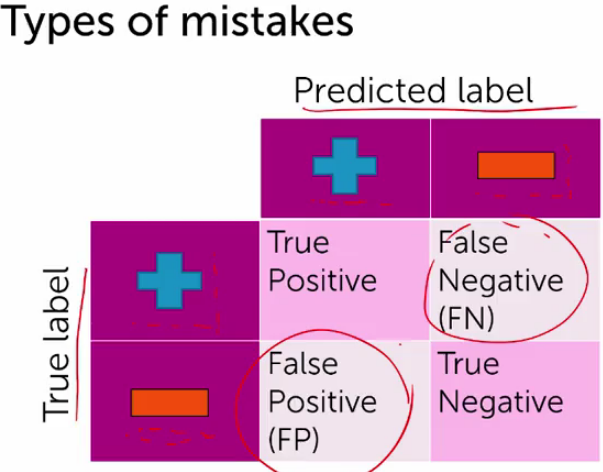 Types of mistakes
Predicted label
True label
True
Positive
False
Negative
(FN)
False
Positive
(FP)
True
Negative